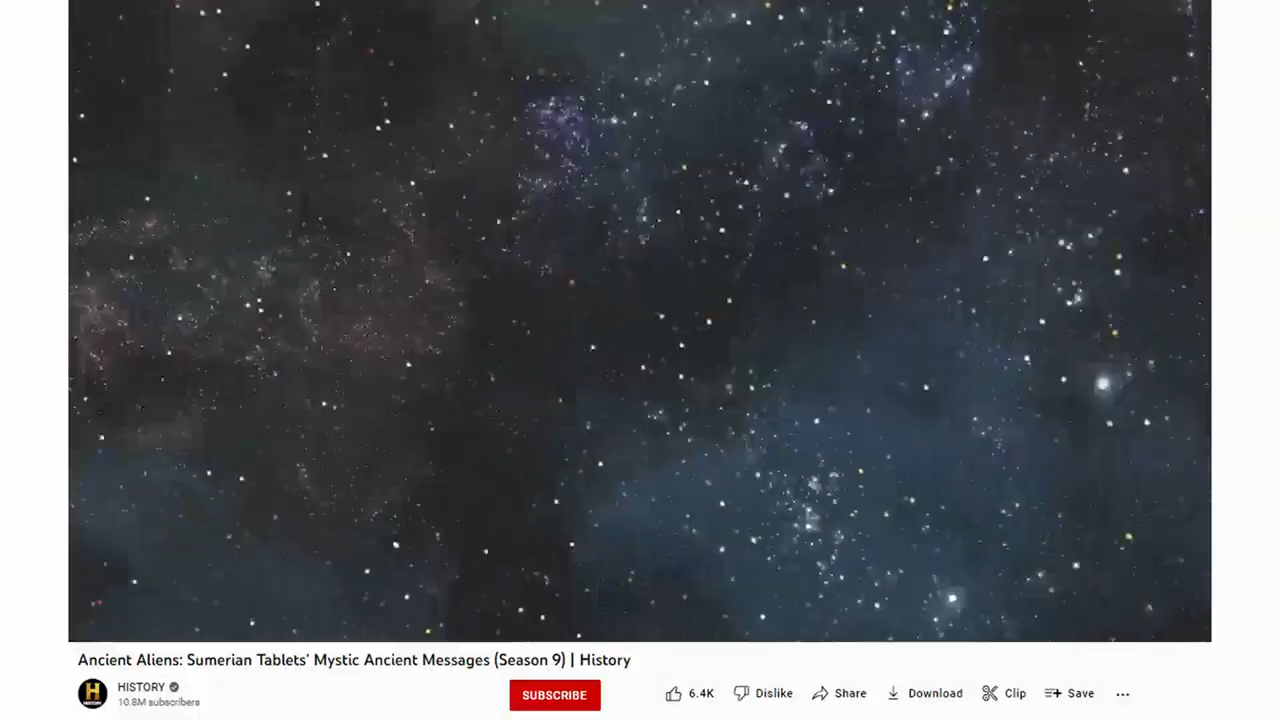 Ancient Aliens: Sumerian Tablets' Mystic Ancient Messages (Season 9) | History
H
HISTORY
HISTORY
10.8M subscribers
SUBSCRIBE
6.4K
Dislike
Share
Download
Clip
Save